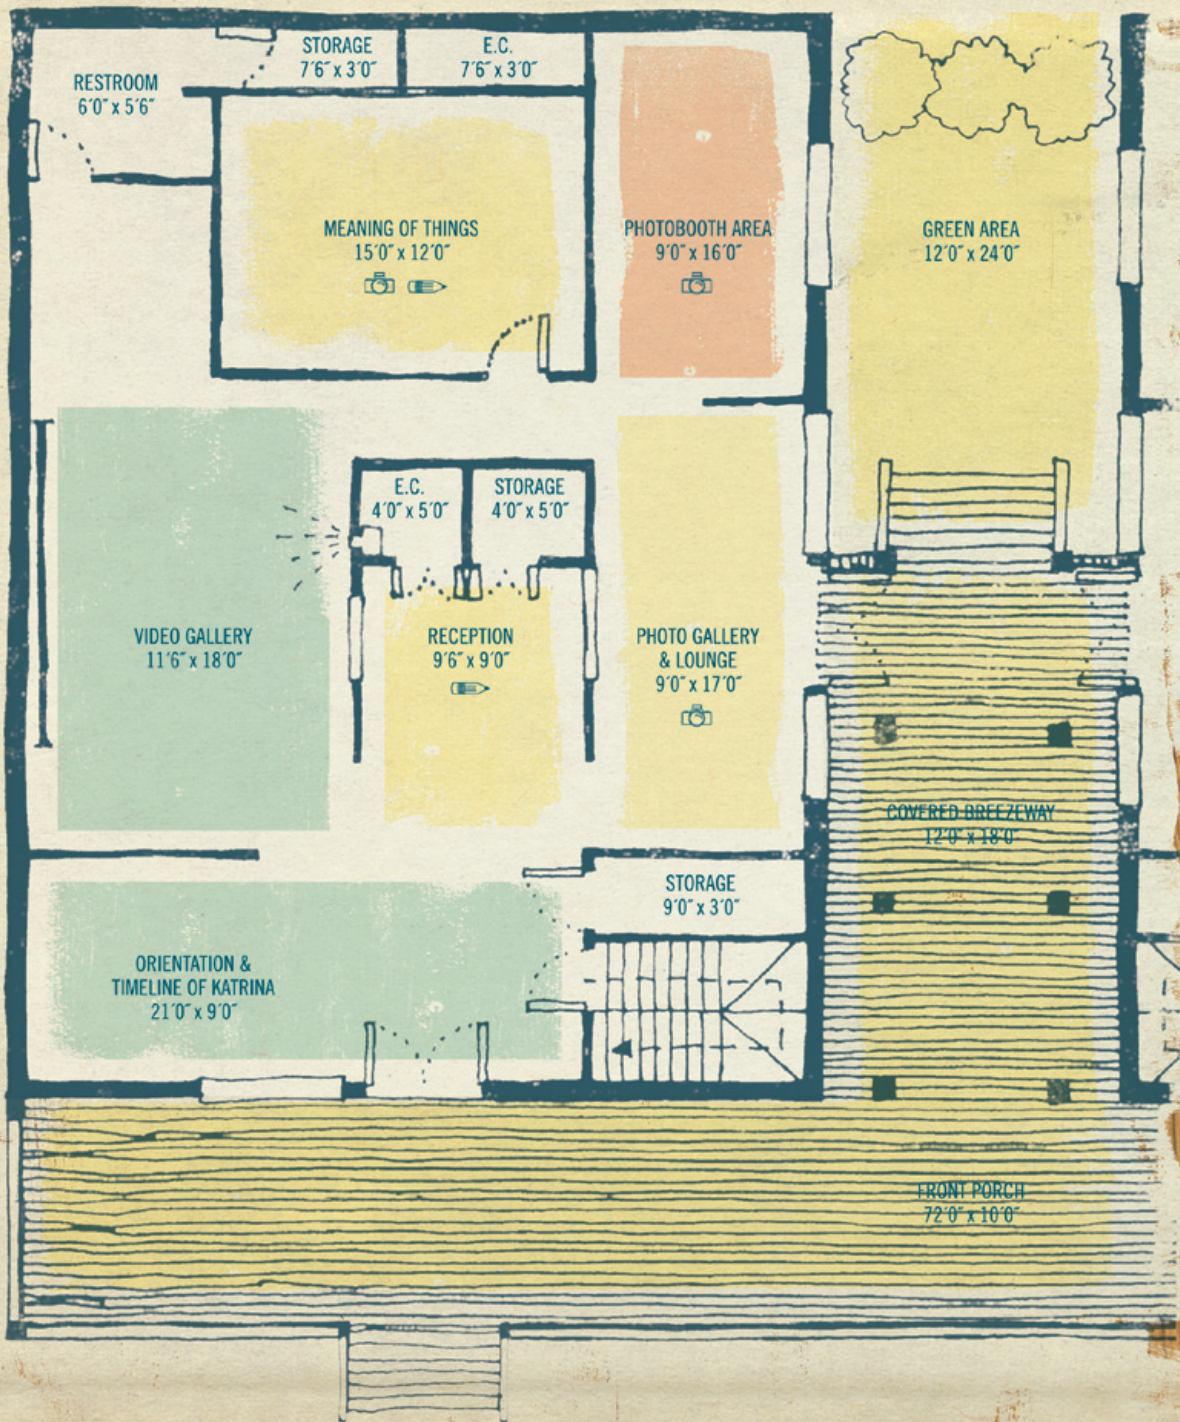 STORAGE
7'6" x 3'0"
E.C.
7'6" x 3'0"
RESTROOM
6'0" x 5'6"
MEANING OF THINGS
15'0" x 12'0"
PHOTOBOOTH AREA
9'0" x 16'0"
GREEN AREA
12'0" x 24'0"
E.C.
4'0" x 5'0"
STORAGE
4'0" x 5'0"
VIDEO GALLERY
11'6" x 18'0"
RECEPTION
9'6" x 9'0"
PHOTO GALLERY
& LOUNGE
9'0" x 17'0"
COVERED BREEZEWAY
12'0" x 18'0"
STORAGE
9'0" x 3'0"
ORIENTATION &
TIMELINE OF KATRINA
21'0" x 9'0"
FRONT PORCH
72'0" x 10'0"